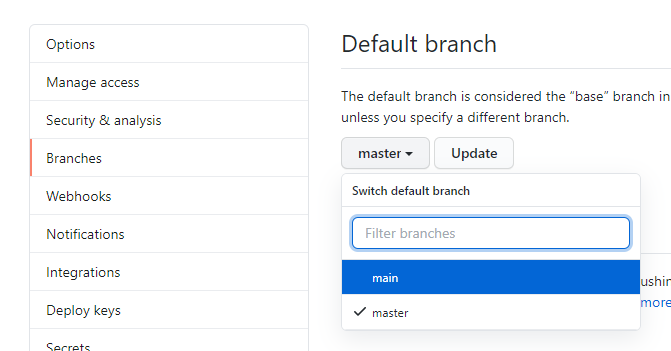 Options
Manage access
Security & analysis
Branches
Webhooks
Notifications
Integrations
Deploy keys
Secrets
Default branch
The default branch is considered the “base” branch in
unless you specify a different branch.
master
Update
Switch default branch
Filter branches
main
master
more